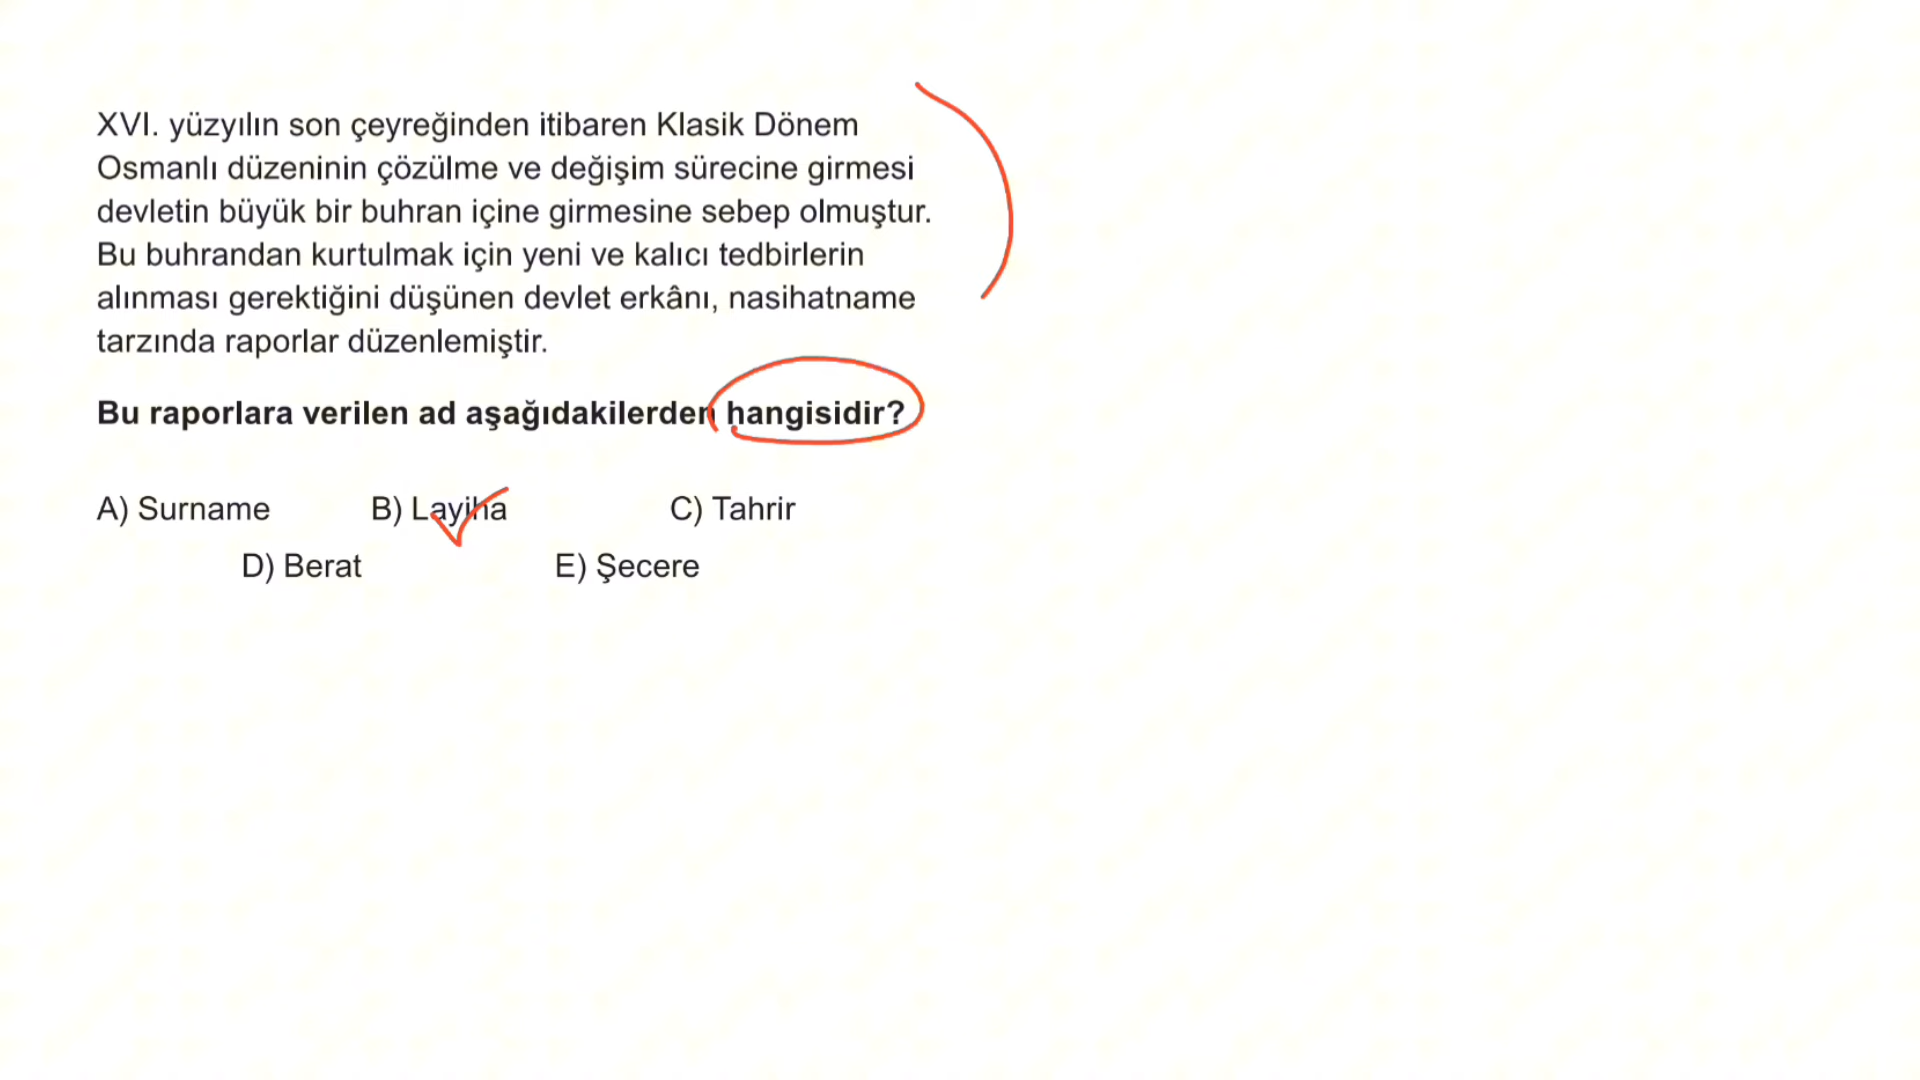 XVI. yüzyılın son çeyreğinden itibaren Klasik Dönem
Osmanlı düzeninin çözülme ve değişim sürecine girmesi
devletin büyük bir buhran içine girmesine sebep olmuştur.
Bu buhrandan kurtulmak için yeni ve kalıcı tedbirlerin
alınması gerektiğini düşünen devlet erkânı, nasihatname
tarzında raporlar düzenlemiştir.
Bu raporlara verilen ad aşağıdakilerden hangisidir?
A) Surname B) Layiha C) Tahrir
D) Berat E) Şecere